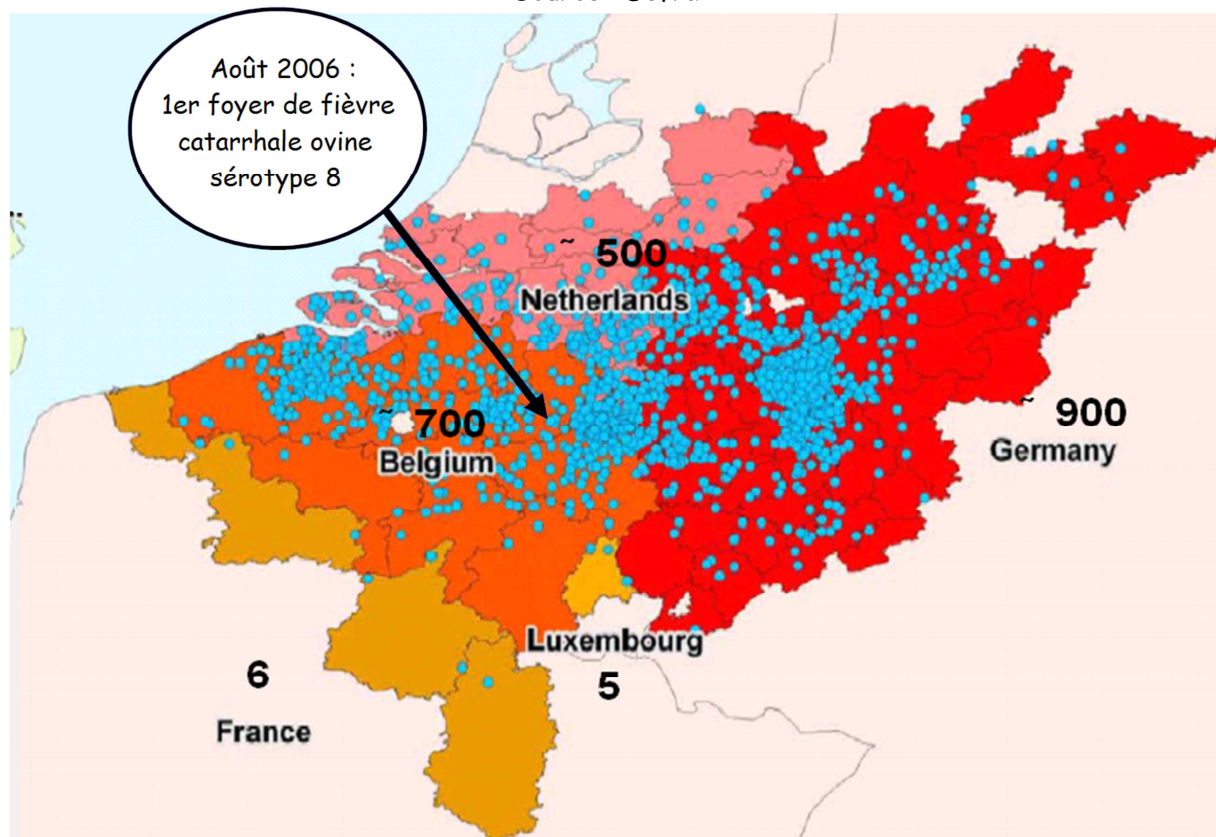 Août 2006 :
1er foyer de fièvre
catarrhale ovine
sérotype 8
~ 500
Netherlands
~ 700
Belgium
~ 900
Germany
Luxembourg
5
6
France